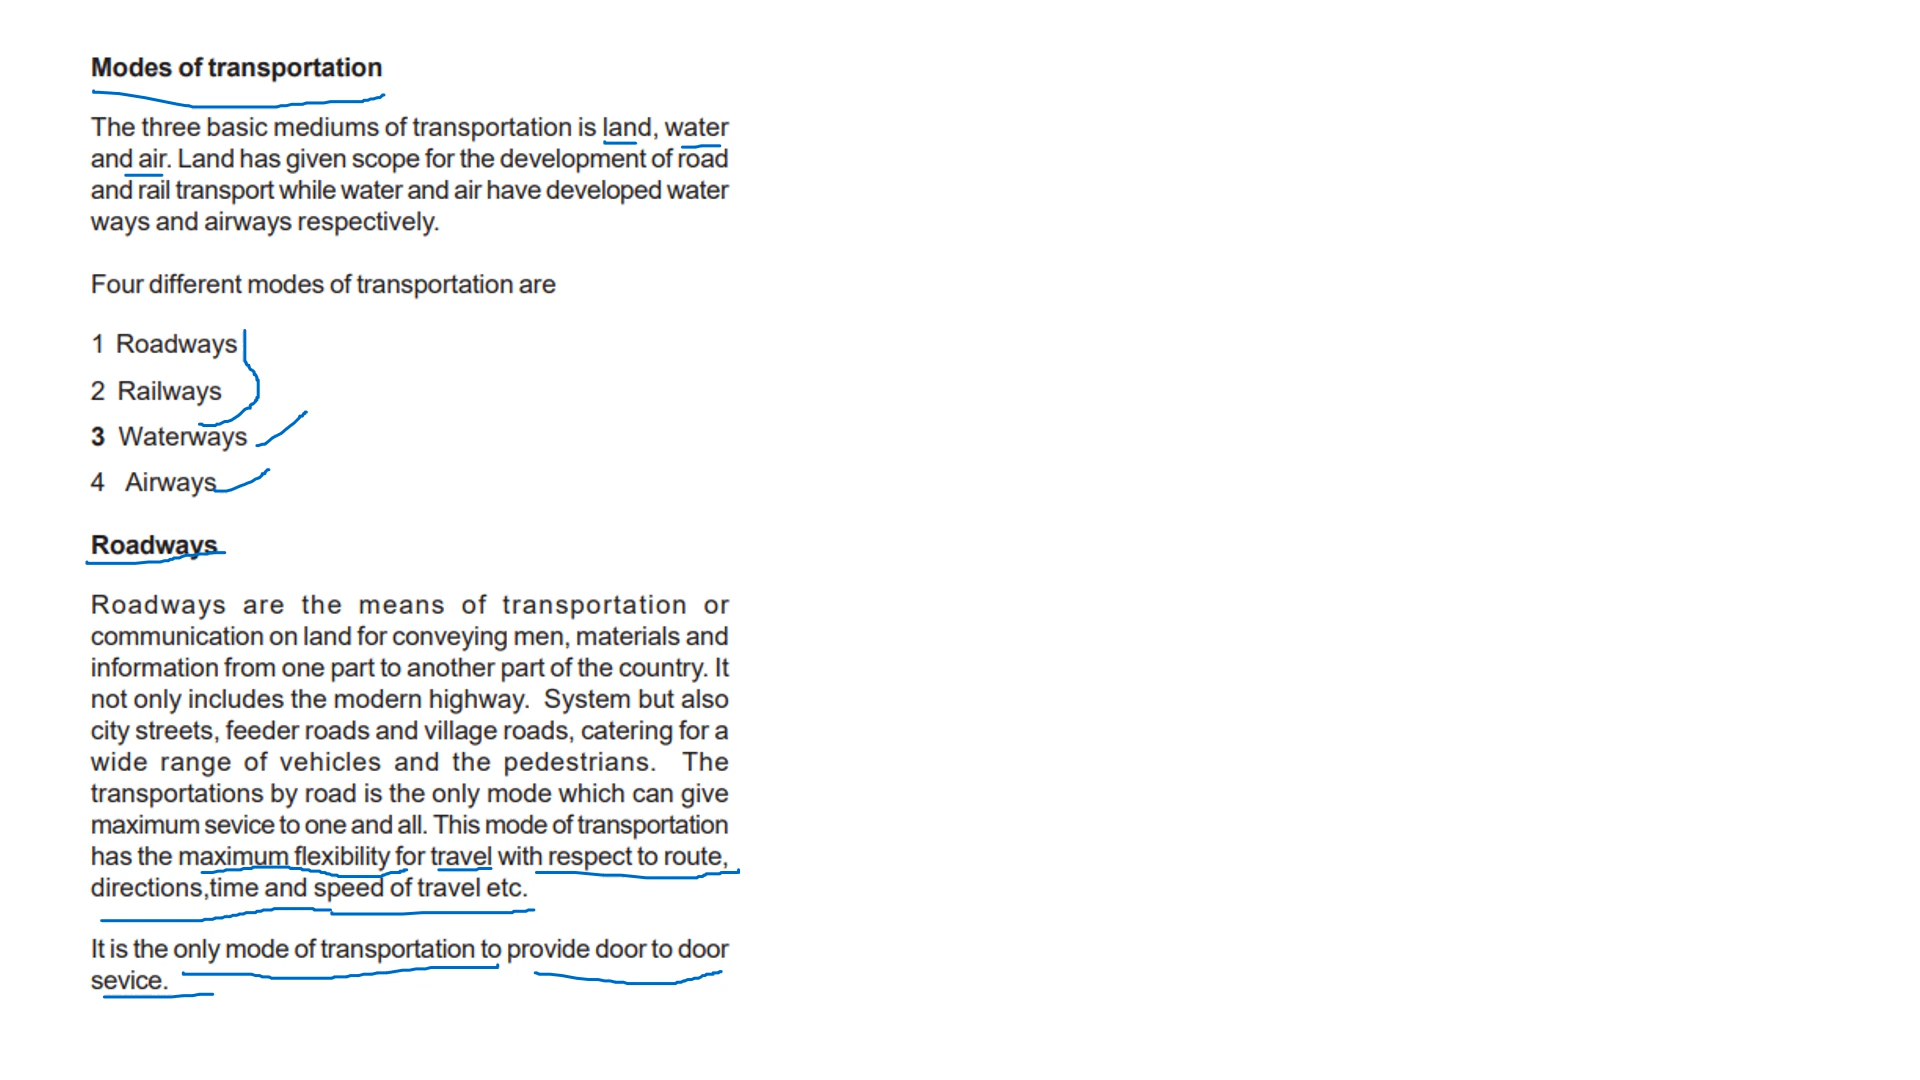 Modes of transportation
The three basic mediums of transportation is land, water
and air. Land has given scope for the development of road
and rail transport while water and air have developed water
ways and airways respectively.
Four different modes of transportation are
1 Roadways
2 Railways
3 Waterways
4 Airways
Roadways
Roadways are the means of transportation or
communication on land for conveying men, materials and
information from one part to another part of the country. It
not only includes the modern highway. System but also
city streets, feeder roads and village roads, catering for a
wide range of vehicles and the pedestrians. The
transportations by road is the only mode which can give
maximum sevice to one and all. This mode of transportation
has the maximum flexibility for travel with respect to route,
directions,time and speed of travel etc.
It is the only mode of transportation to provide door to door
sevice.